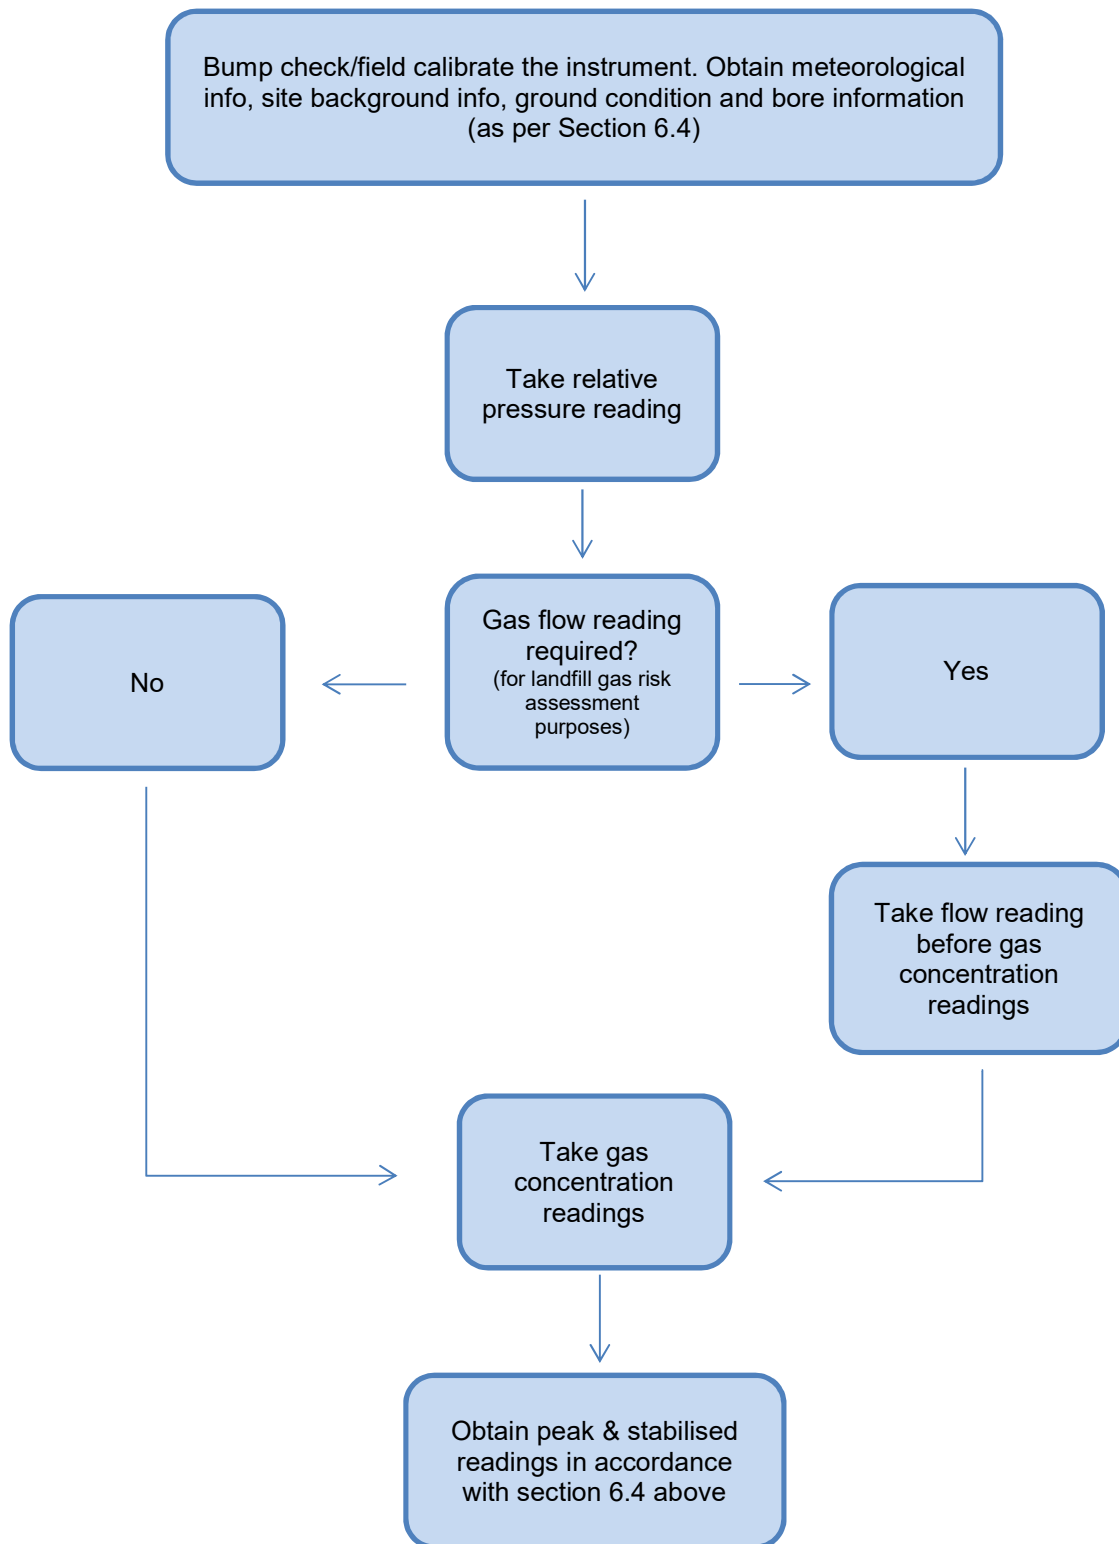 Bump check/field calibrate the instrument. Obtain meteorological
info, site background info, ground condition and bore information
(as per Section 6.4)
Take relative
pressure reading
Gas flow reading
required?
(for landfill gas risk
assessment
purposes)
No
Yes
Take flow reading
before gas
concentration
readings
Take gas
concentration
readings
Obtain peak & stabilised
readings in accordance
with section 6.4 above